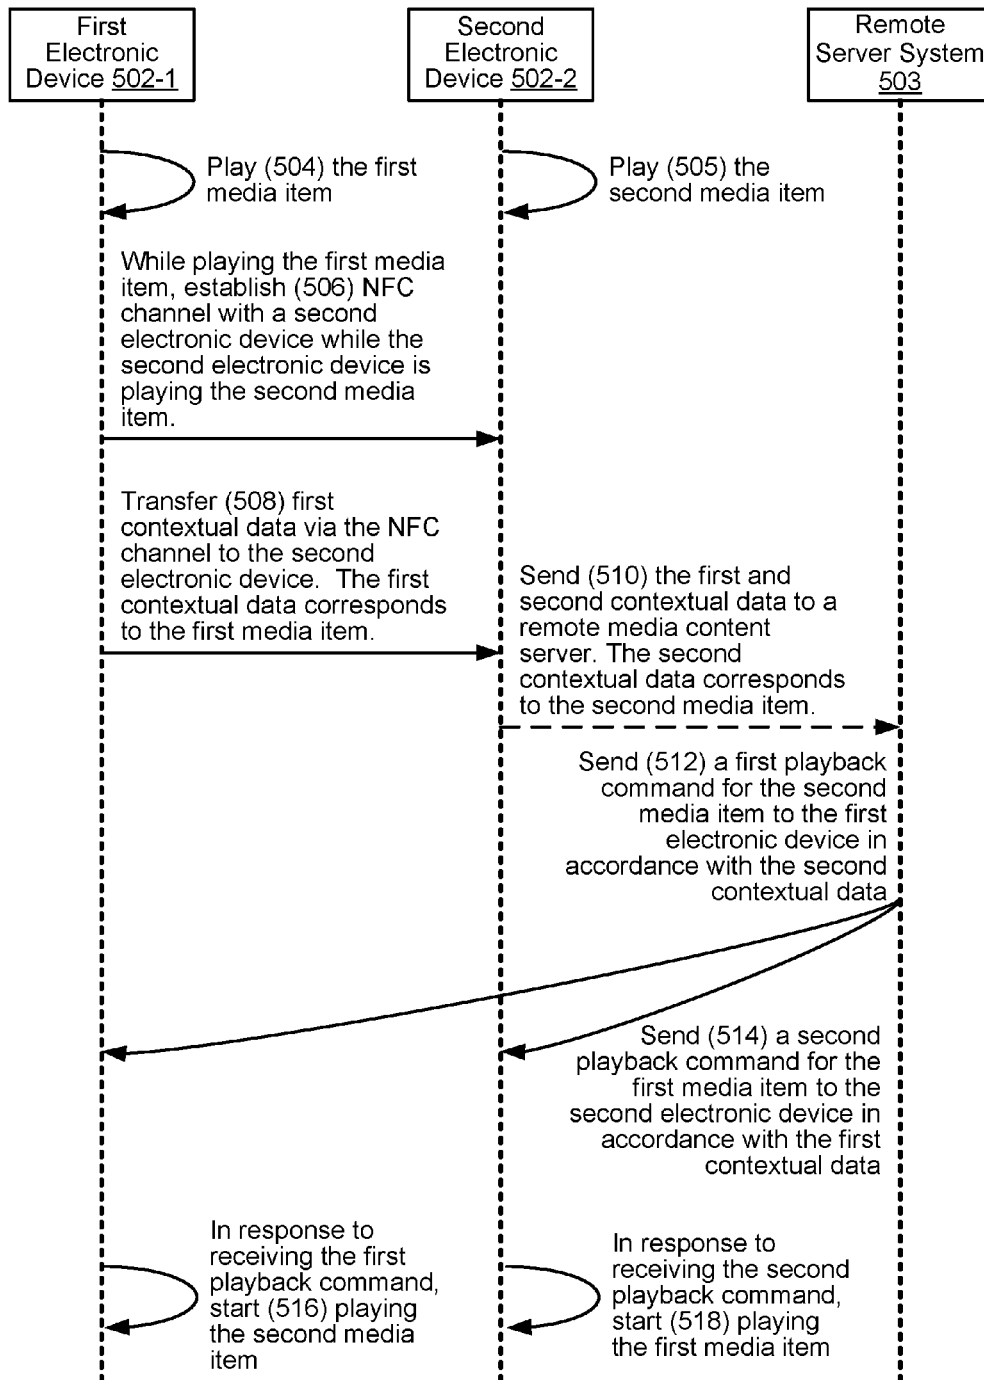 First
Electronic
Device 502-1
Second
Electronic
Device 502-2
Remote
Server System
503
Play (504) the first
media item
Play (505) the
second media item
While playing the first media
item, establish (506) NFC
channel with a second
electronic device while the
second electronic device is
playing the second media
item.
Transfer (508) first
contextual data via the NFC
channel to the second
electronic device.  The first
contextual data corresponds
to the first media item.
Send (510) the first and
second contextual data to a
remote media content
server. The second
contextual data corresponds
to the second media item.
Send (512) a first playback
command for the second
media item to the first
electronic device in
accordance with the second
contextual data
Send (514) a second
playback command for the
first media item to the
second electronic device in
accordance with the first
contextual data
In response to
receiving the first
playback command,
start (516) playing
the second media
item
In response to
receiving the second
playback command,
start (518) playing
the first media item